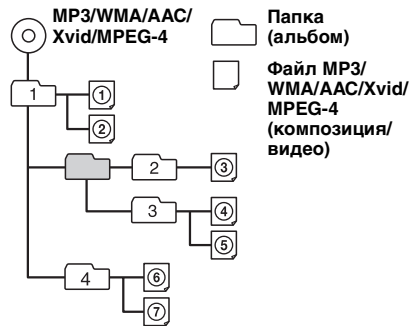 MP3/WMA/AAC/
Xvid/MPEG-4
Папка
(альбом)
Файл MP3/
WMA/AAC/Xvid/
MPEG-4
(композиция/
видео)
1
①
②
2
③
3
④
⑤
4
⑥
⑦